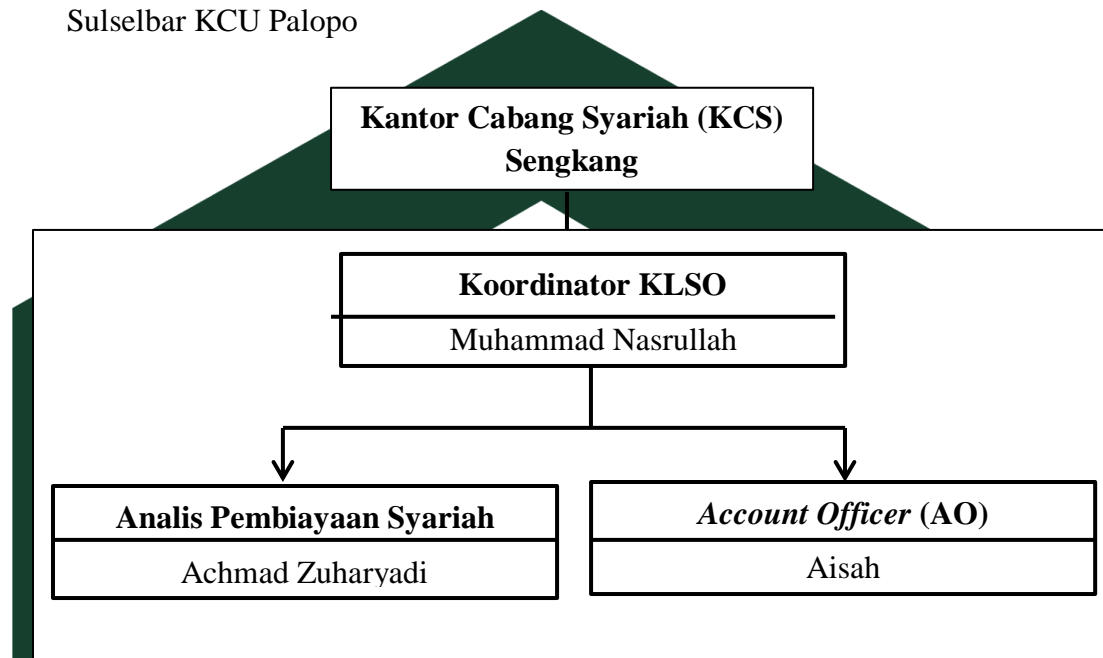 Sulselbar KCU Palopo
Kantor Cabang Syariah (KCS)
Sengkang
Koordinator KLSO
Muhammad Nasrullah
Analis Pembiayaan Syariah
Achmad Zuharyadi
Account Officer (AO)
Aisah